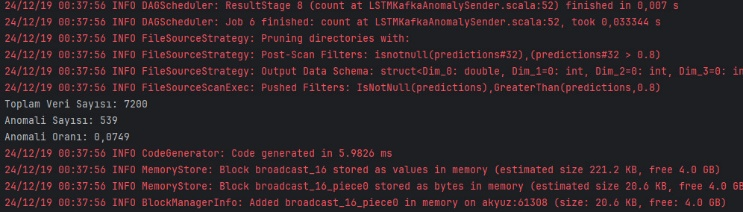 24/12/19 00:37:56 INFO DAGScheduler: ResultStage 8 (count at LSTMKafkaAnomalySender.scala:52) finished in 0,007 s
24/12/19 00:37:56 INFO DAGScheduler: Job 6 finished: count at LSTMKafkaAnomalySender.scala:52, took 0,033344 s
24/12/19 00:37:56 INFO FileSourceStrategy: Pruning directories with:
24/12/19 00:37:56 INFO FileSourceStrategy: Post-Scan Filters: isnotnull(predictions#32),(predictions#32 > 0.8)
24/12/19 00:37:56 INFO FileSourceStrategy: Output Data Schema: struct<Dim_0: double, Dim_1=0: int, Dim_2=0: int, Dim_3=0: in
24/12/19 00:37:56 INFO FileSourceScanExec: Pushed Filters: IsNotNull(predictions),GreaterThan(predictions,0.8)
Toplam Veri Sayısı: 7200
Anomali Sayısı: 539
Anomali Oranı: 0,0749
24/12/19 00:37:56 INFO CodeGenerator: Code generated in 5.9826 ms
24/12/19 00:37:56 INFO MemoryStore: Block broadcast_16 stored as values in memory (estimated size 221.2 KB, free 4.0 GB)
24/12/19 00:37:56 INFO MemoryStore: Block broadcast_16_piece0 stored as bytes in memory (estimated size 20.6 KB, free 4.0 GB
24/12/19 00:37:56 INFO BlockManagerInfo: Added broadcast_16_piece0 in memory on akyuz:61308 (size: 20.6 KB, free: 4.0 GB)